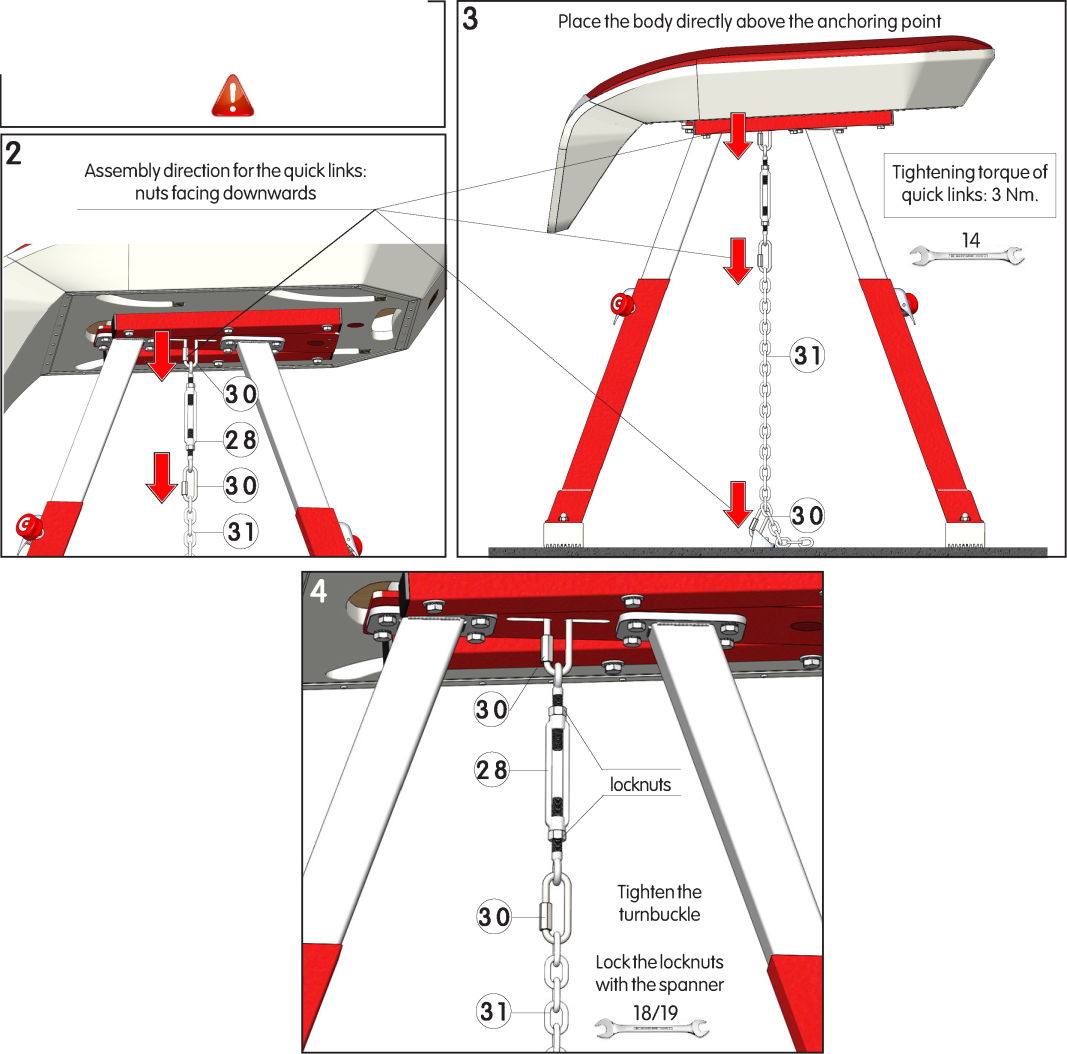 2
Assembly direction for the quick links:
nuts facing downwards
30
28
30
31
3
Place the body directly above the anchoring point
Tightening torque of
quick links: 3 Nm.
14
31
30
4
30
28
locknuts
30
Tighten the
turnbuckle
Lock the locknuts
with the spanner
31
18/19